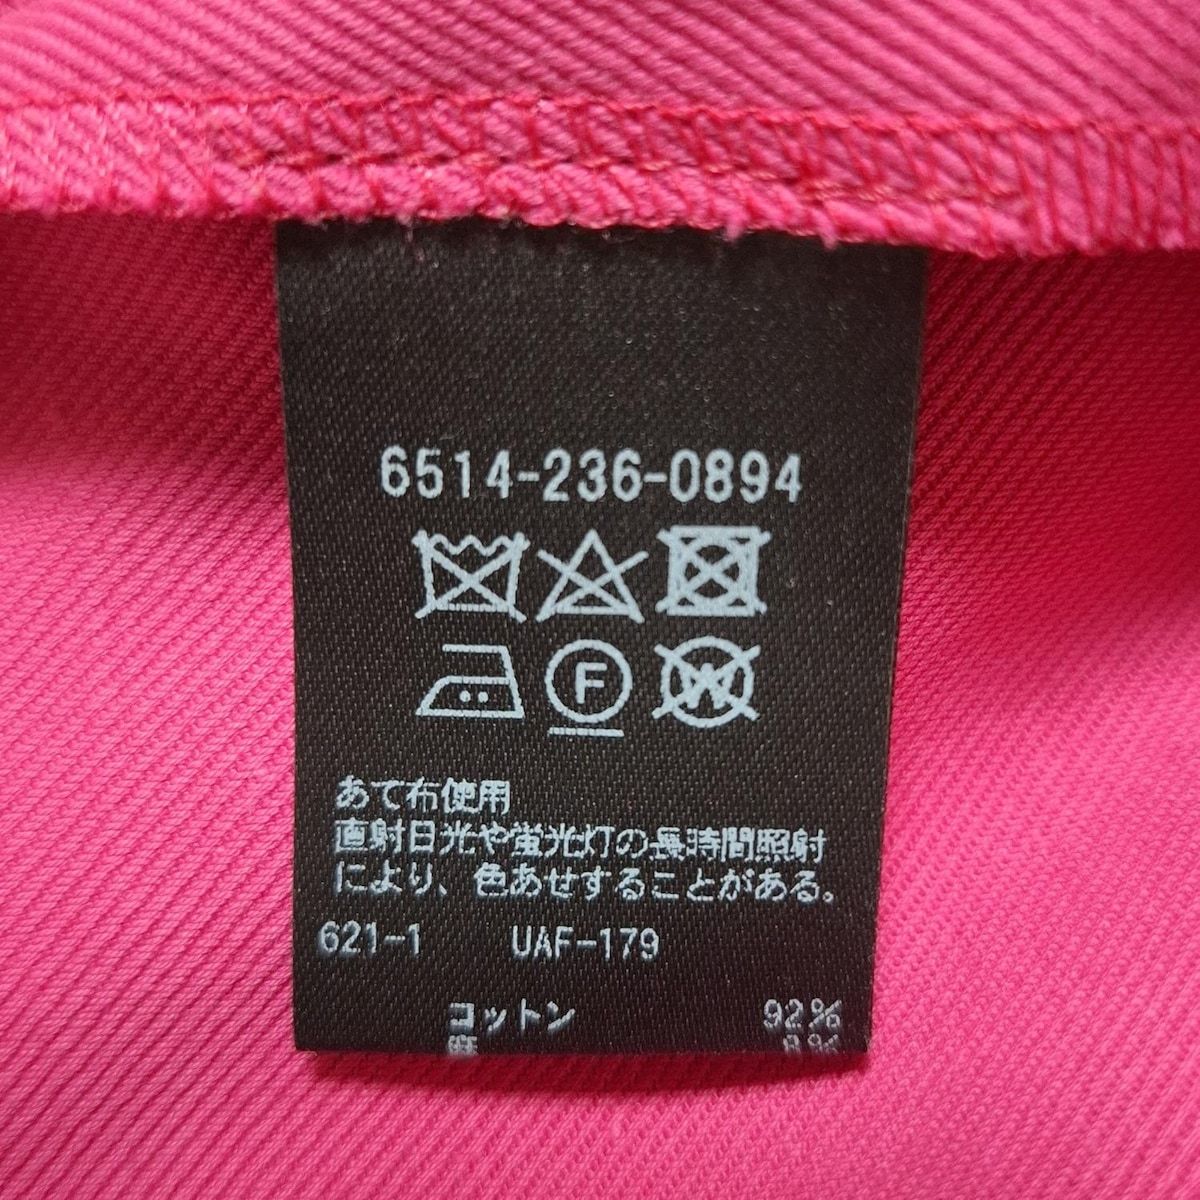 6514-236-0894
F
W
あて布使用
直射日光や蛍光灯の長時間照射
により、色あせすることがある。
621-1 UAF-179
コットン 92%
麻 8%